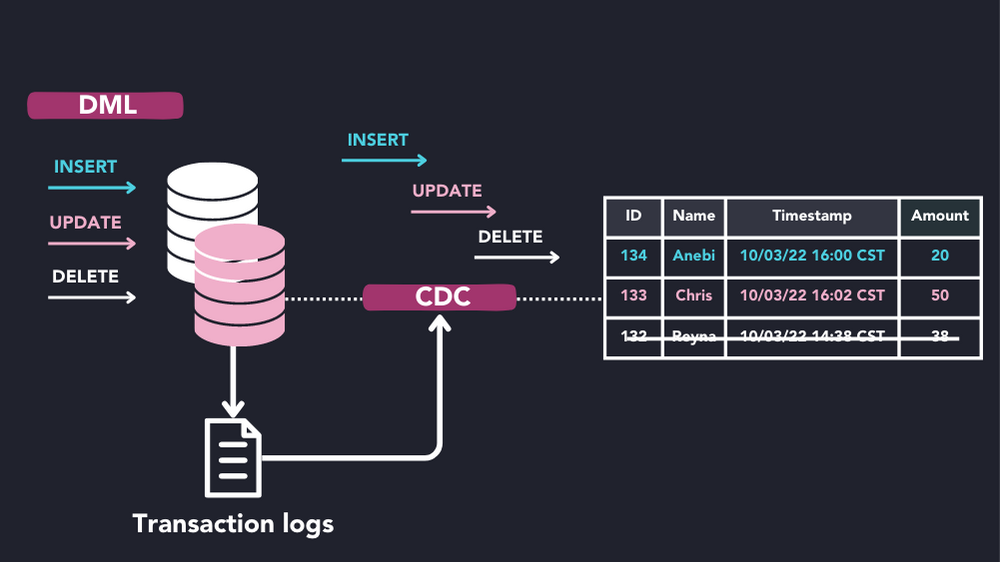 DML
INSERT
UPDATE
DELETE
INSERT
UPDATE
DELETE
CDC
ID Name Timestamp Amount
134 Anebi 10/03/22 16:00 CST 20
133 Chris 10/03/22 16:02 CST 50
132 Reyna 10/03/22 14:38 CST 38
Transaction logs